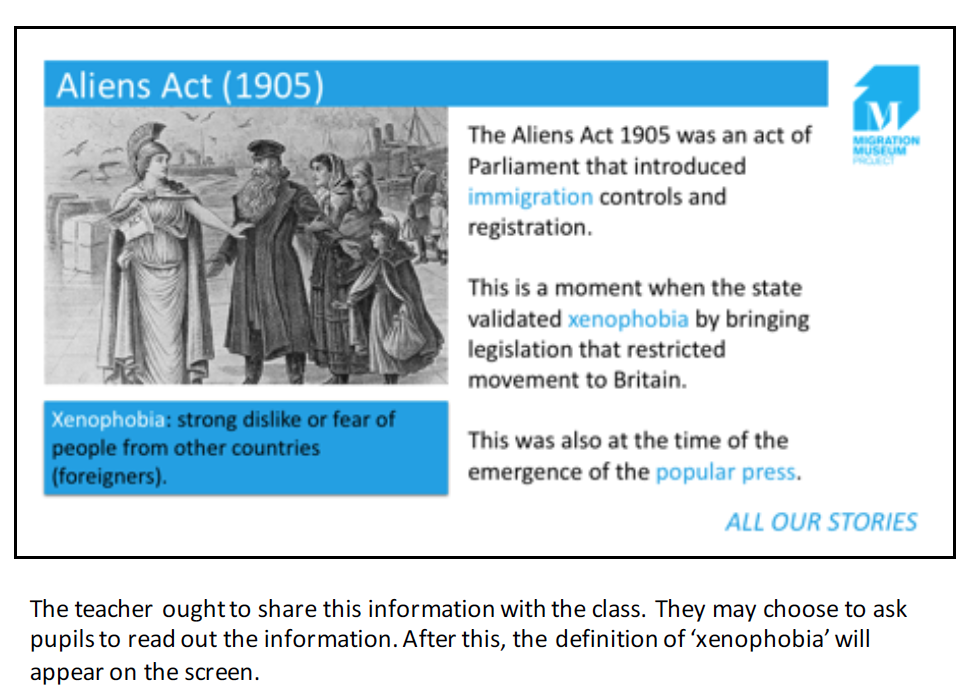 Aliens Act (1905)
M
MIGRATION
MUSEUM
PROJECT
The Aliens Act 1905 was an act of
Parliament that introduced
immigration controls and
registration.
This is a moment when the state
validated xenophobia by bringing
legislation that restricted
movement to Britain.
This was also at the time of the
emergence of the popular press.
Xenophobia: strong dislike or fear of
people from other countries
(foreigners).
ALL OUR STORIES
The teacher ought to share this information with the class. They may choose to ask
pupils to read out the information. After this, the definition of ‘xenophobia’ will
appear on the screen.